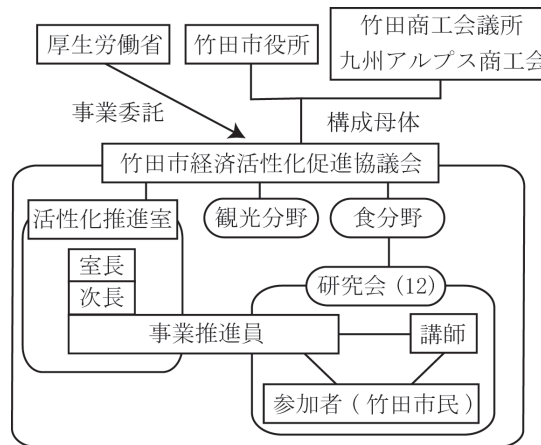 厚生労働省
竹田市役所
竹田商工会議所
九州アルプス商工会
事業委託
構成母体
竹田市経済活性化促進協議会
活性化推進室
観光分野
食分野
室長
次長
研究会 (12)
事業推進員
講師
参加者 ( 竹田市民 )